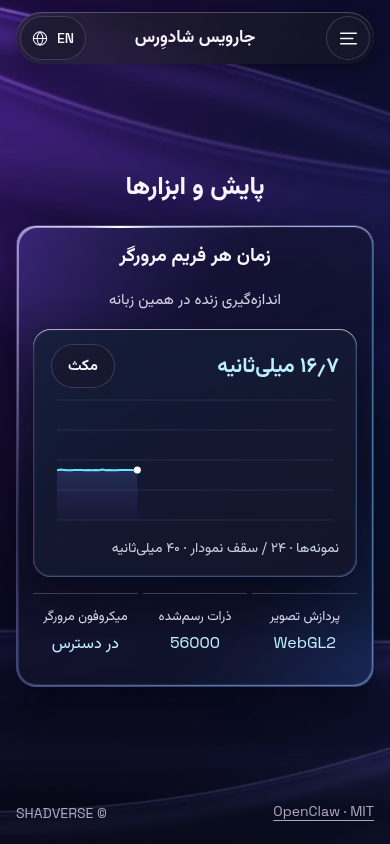 جارویس شادوِرس
EN
پایش و ابزارها
زمان هر فریم مرورگر
اندازه‌گیری زنده در همین زبانه
۱۶٫۷ میلی‌ثانیه
مکث
نمونه‌ها · ۲۴ / سقف نمودار · ۴۰ میلی‌ثانیه
پردازش تصویر
WebGL2
ذرات رسم‌شده
56000
میکروفون مرورگر
در دسترس
OpenClaw · MIT
SHADVERSE ©